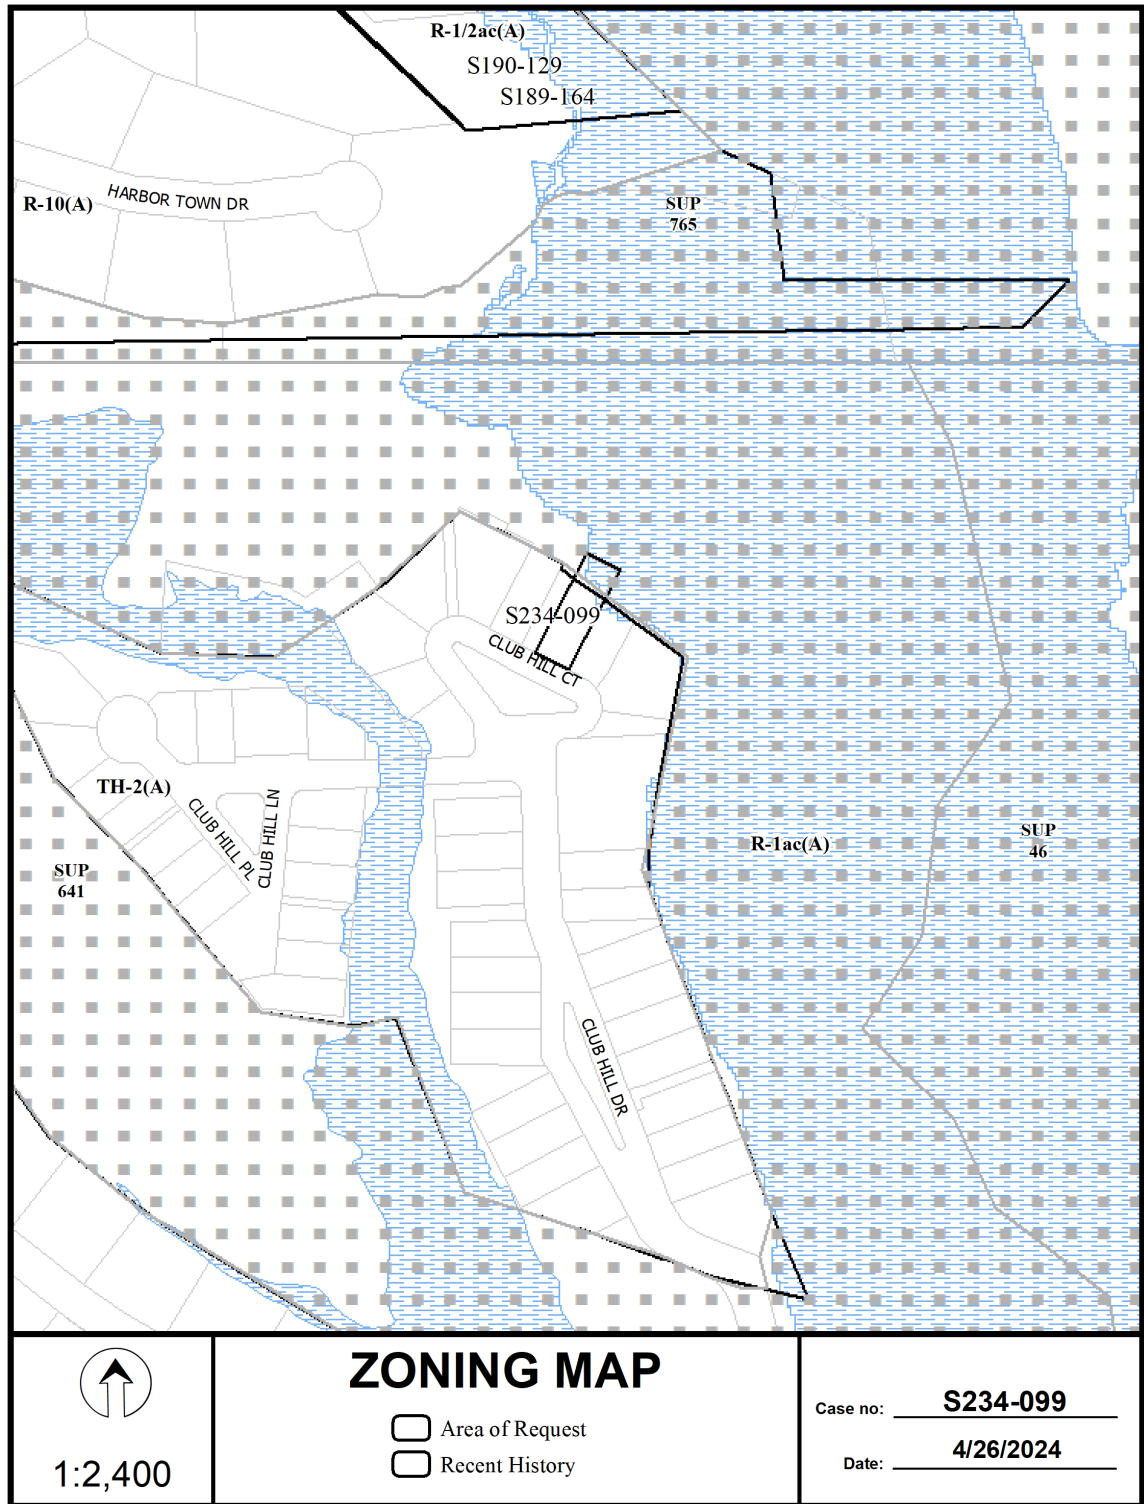 R-1/2ac(A)
S190-129
S189-164
HARBOR TOWN DR
R-10(A)
SUP
765
S234-099
CLUB HILL CT
TH-2(A)
CLUB HILL PL
CLUB HILL LN
R-1ac(A)
SUP
46
SUP
641
CLUB HILL DR
ZONING MAP
Area of Request
Recent History
1:2,400
Case no: S234-099
Date: 4/26/2024